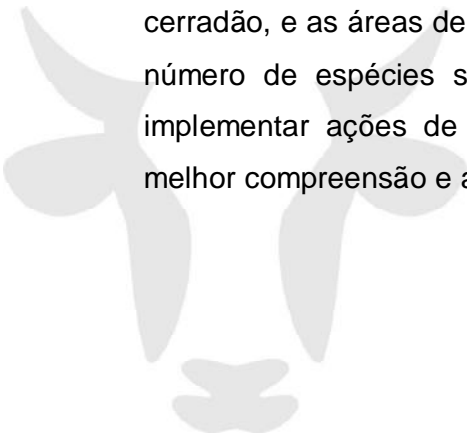 cerradão, e as áreas de
número de espécies s
implementar ações de
melhor compreensão e a